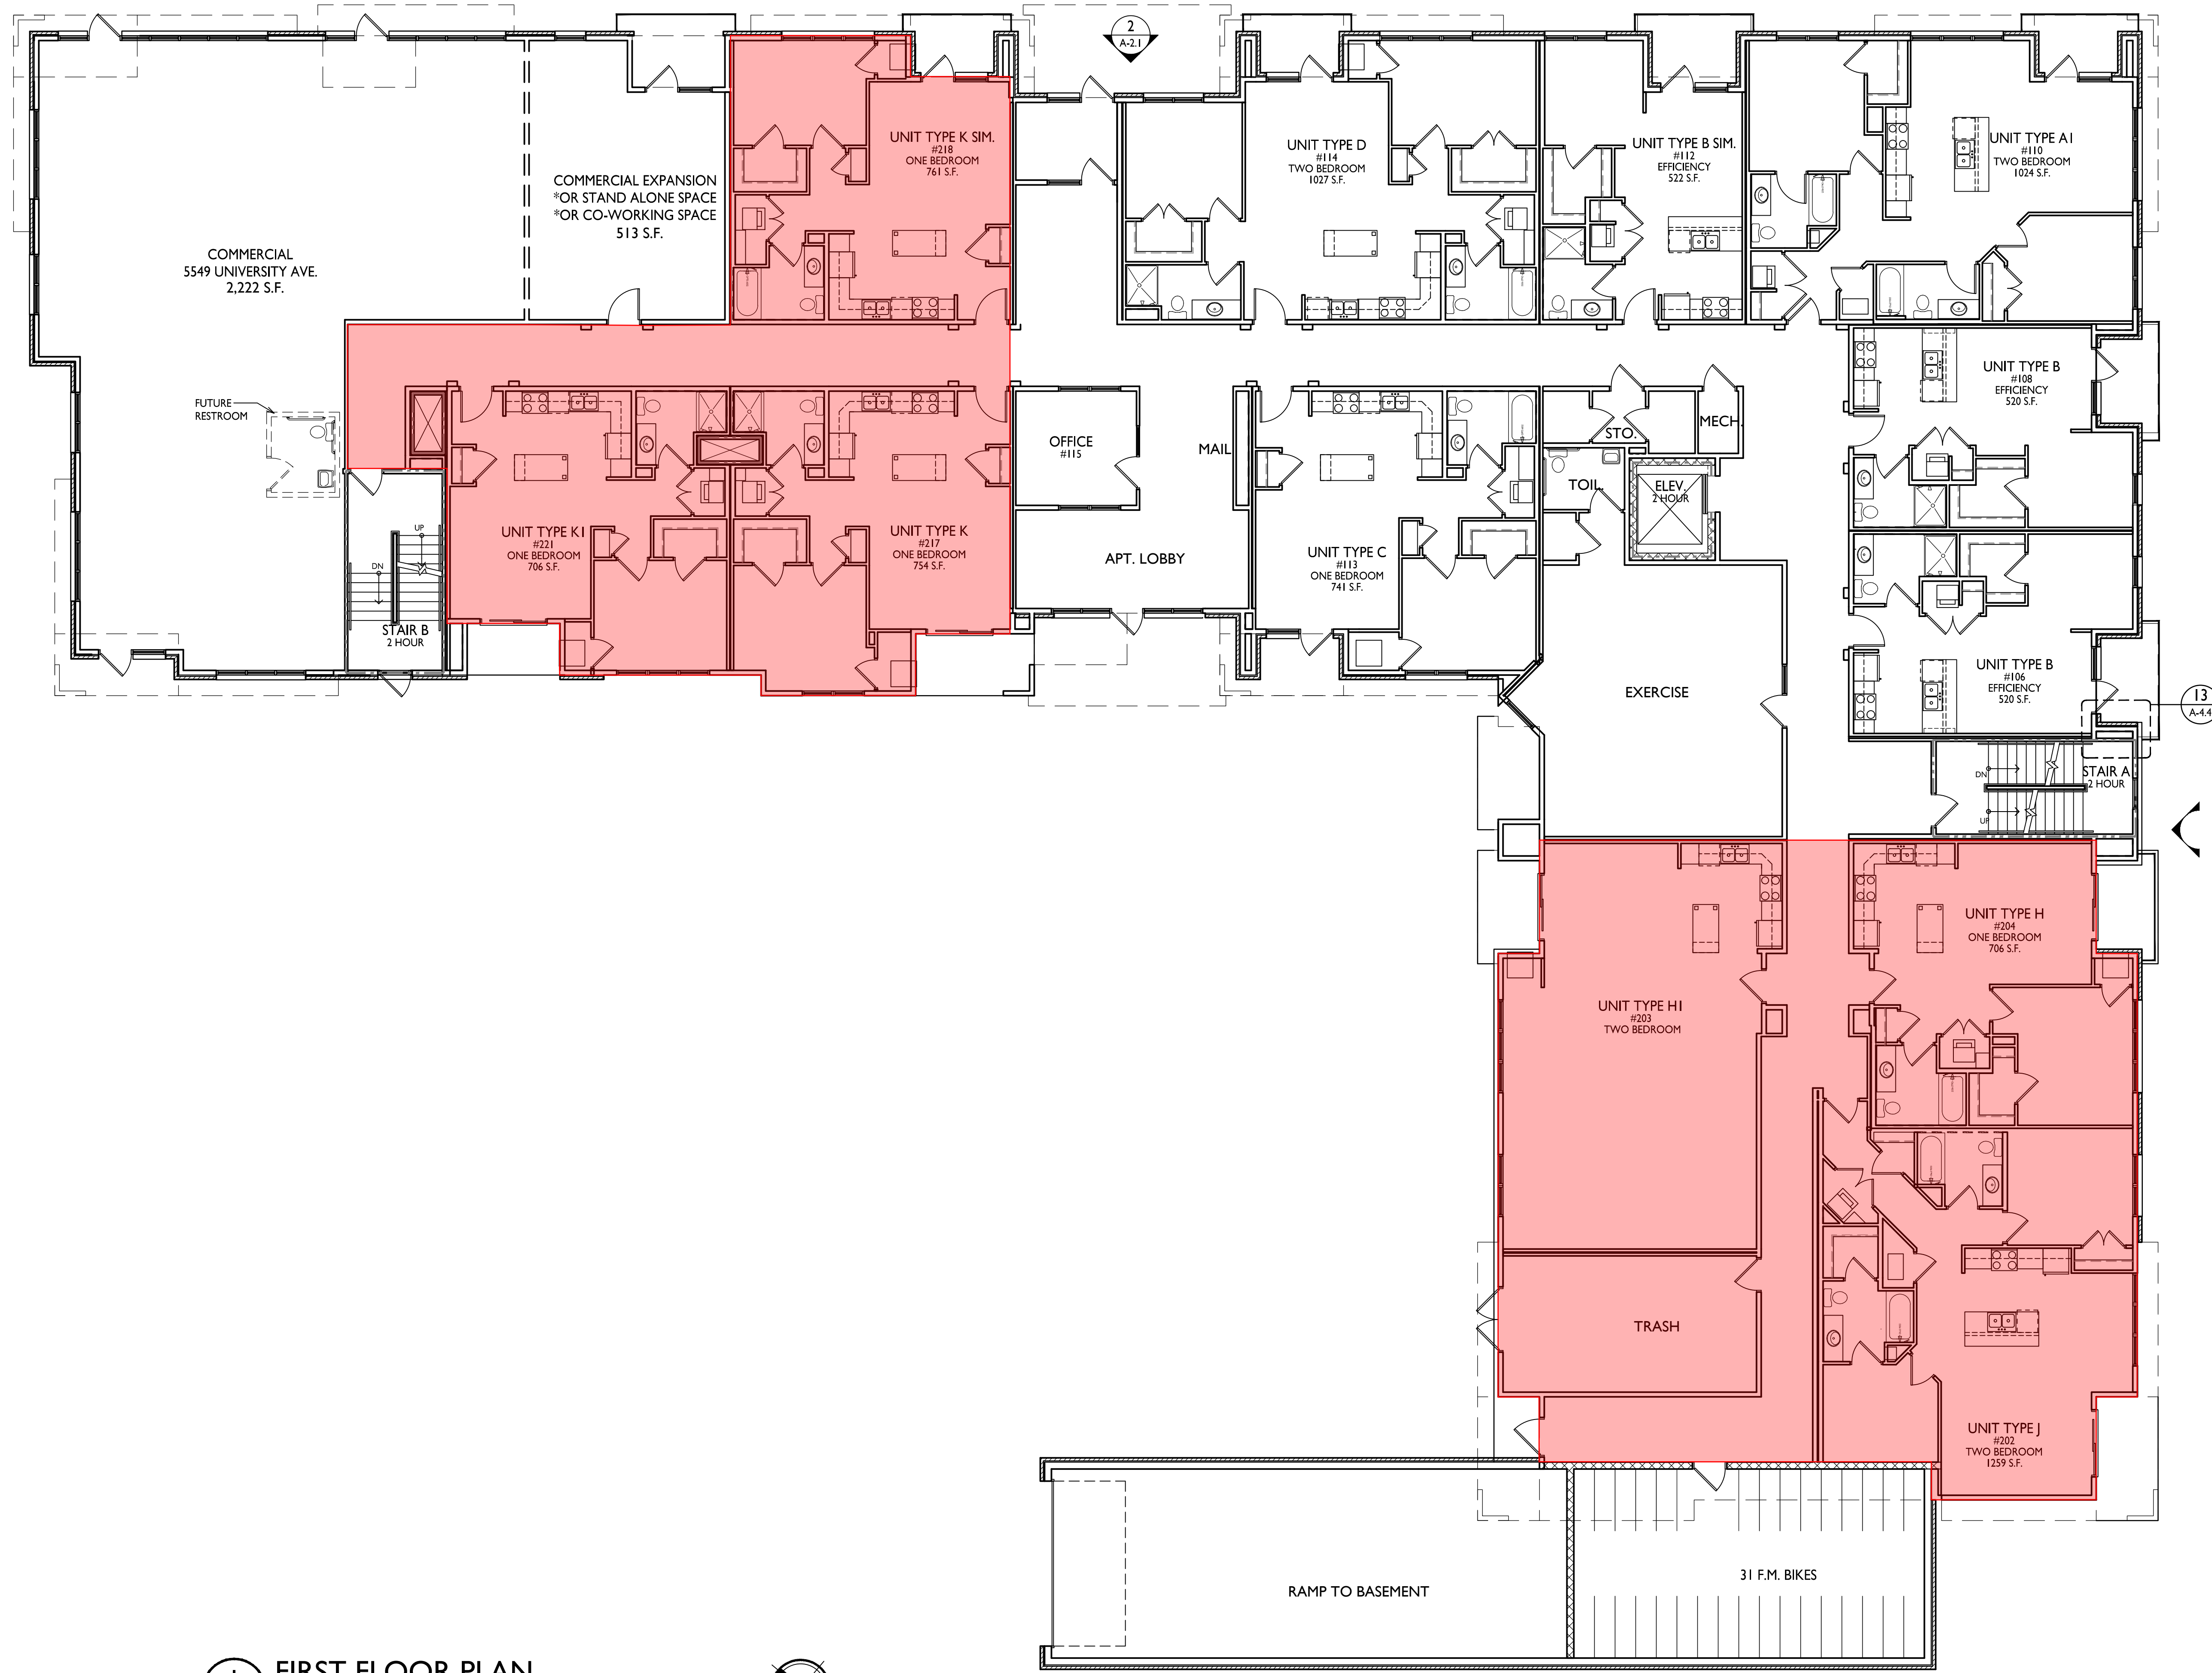 2
A-2.1
UNIT TYPE K SIM.
#218
ONE BEDROOM
761 S.F.
UNIT TYPE D
#114
TWO BEDROOM
1027 S.F.
UNIT TYPE B SIM.
#112
EFFICIENCY
522 S.F.
UNIT TYPE A1
#110
TWO BEDROOM
1024 S.F.
COMMERCIAL EXPANSION
*OR STAND ALONE SPACE
*OR CO-WORKING SPACE
513 S.F.
COMMERCIAL
5549 UNIVERSITY AVE.
2,222 S.F.
FUTURE
RESTROOM
UNIT TYPE B
#108
EFFICIENCY
520 S.F.
OFFICE
#115
MAIL
STO.
MECH.
TOIL.
ELEV.
2 HOUR
UP
DN
STAIR B
2 HOUR
UNIT TYPE K1
#221
ONE BEDROOM
706 S.F.
UNIT TYPE K
#217
ONE BEDROOM
754 S.F.
APT. LOBBY
UNIT TYPE C
#113
ONE BEDROOM
741 S.F.
EXERCISE
UNIT TYPE B
#106
EFFICIENCY
520 S.F.
13
A-4.4
DN
UP
STAIR A
2 HOUR
UNIT TYPE H
#204
ONE BEDROOM
706 S.F.
UNIT TYPE H1
#203
TWO BEDROOM
TRASH
UNIT TYPE J
#202
TWO BEDROOM
1259 S.F.
RAMP TO BASEMENT
31 F.M. BIKES
1
FIRST FLOOR PLAN